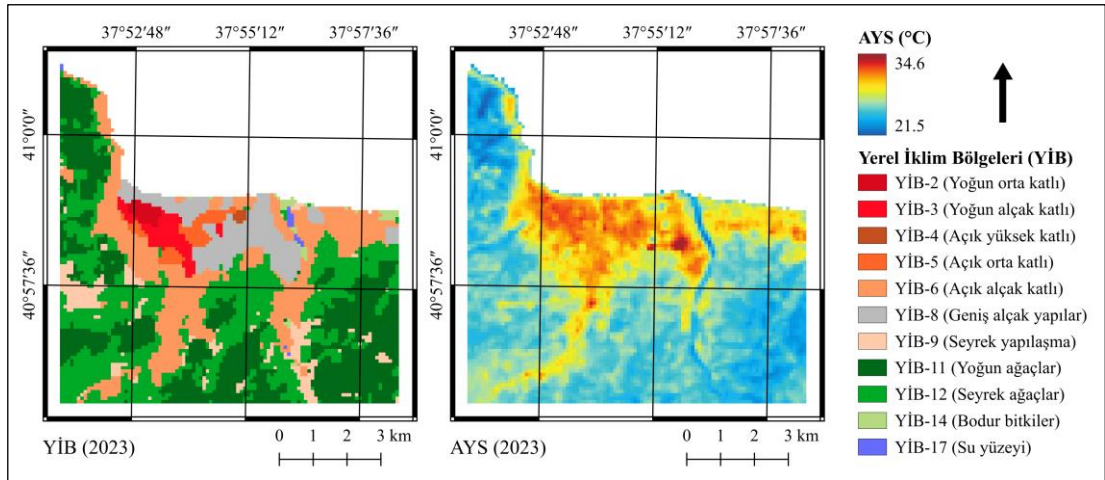 37°52′48″ 37°55′12″ 37°57′36″
37°52′48″ 37°55′12″ 37°57′36″
41°0′0″
40°57′36″
41°0′0″
40°57′36″
YİB (2023)
0 1 2 3 km
AYS (2023)
0 1 2 3 km
AYS (°C)
34.6
21.5
Yerel İklim Bölgeleri (YİB)
YİB-2 (Yoğun orta katlı)
YİB-3 (Yoğun alçak katlı)
YİB-4 (Açık yüksek katlı)
YİB-5 (Açık orta katlı)
YİB-6 (Açık alçak katlı)
YİB-8 (Geniş alçak yapılar)
YİB-9 (Seyrek yapılaşma)
YİB-11 (Yoğun ağaçlar)
YİB-12 (Seyrek ağaçlar)
YİB-14 (Bodur bitkiler)
YİB-17 (Su yüzeyi)